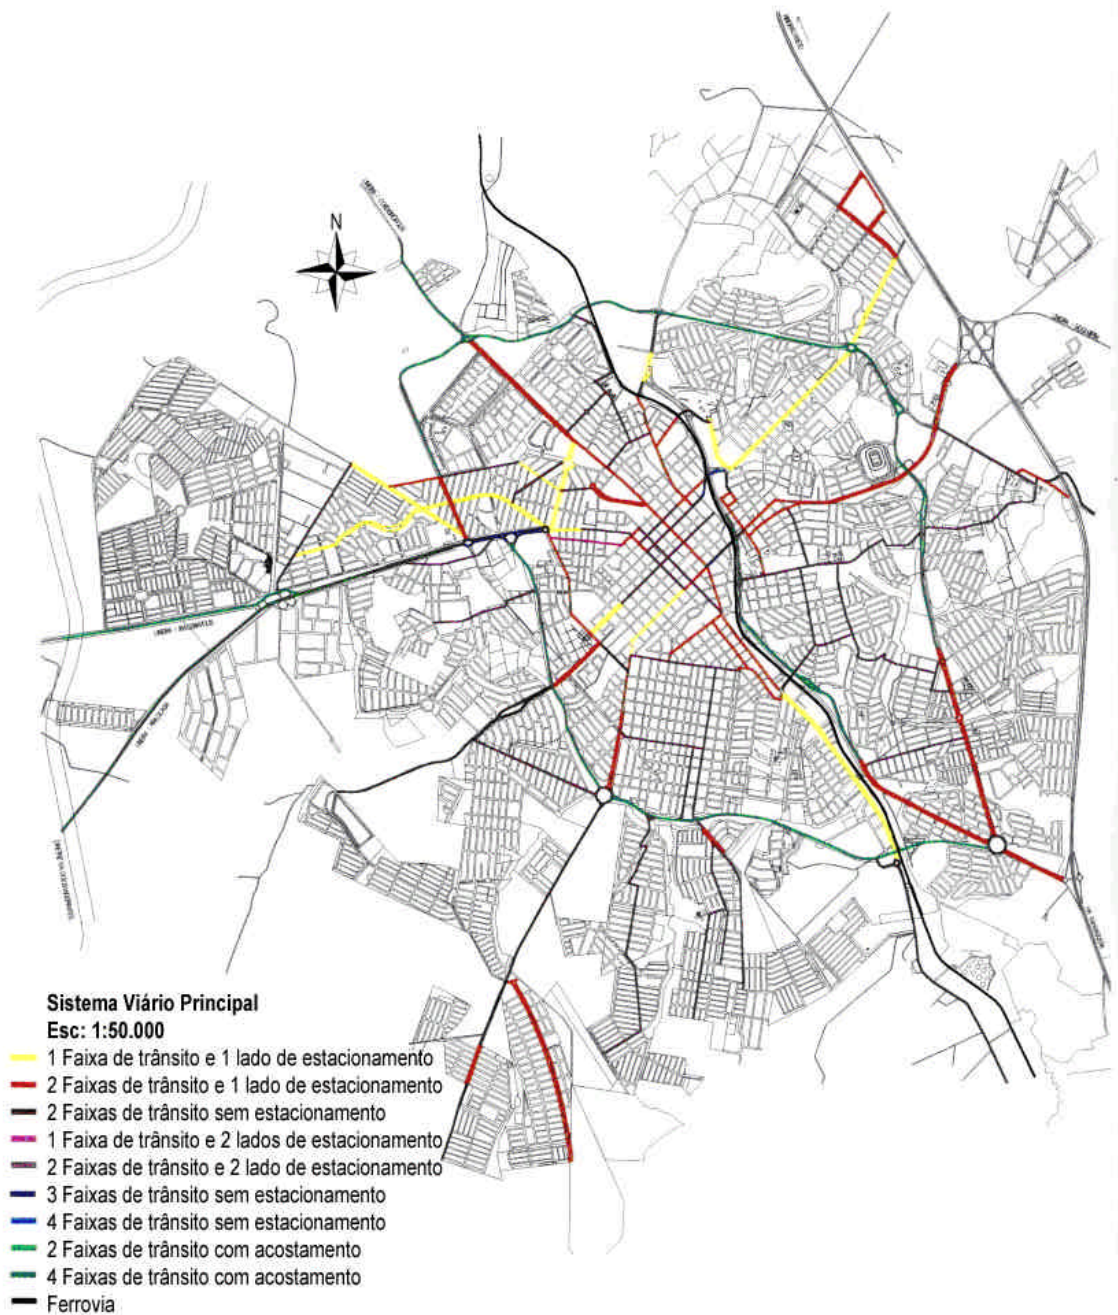 N
Sistema Viário Principal
Esc: 1:50.000
1 Faixa de trânsito e 1 lado de estacionamento
2 Faixas de trânsito e 1 lado de estacionamento
2 Faixas de trânsito sem estacionamento
1 Faixa de trânsito e 2 lados de estacionamento
2 Faixas de trânsito e 2 lado de estacionamento
3 Faixas de trânsito sem estacionamento
4 Faixas de trânsito sem estacionamento
2 Faixas de trânsito com acostamento
4 Faixas de trânsito com acostamento
Ferrovia